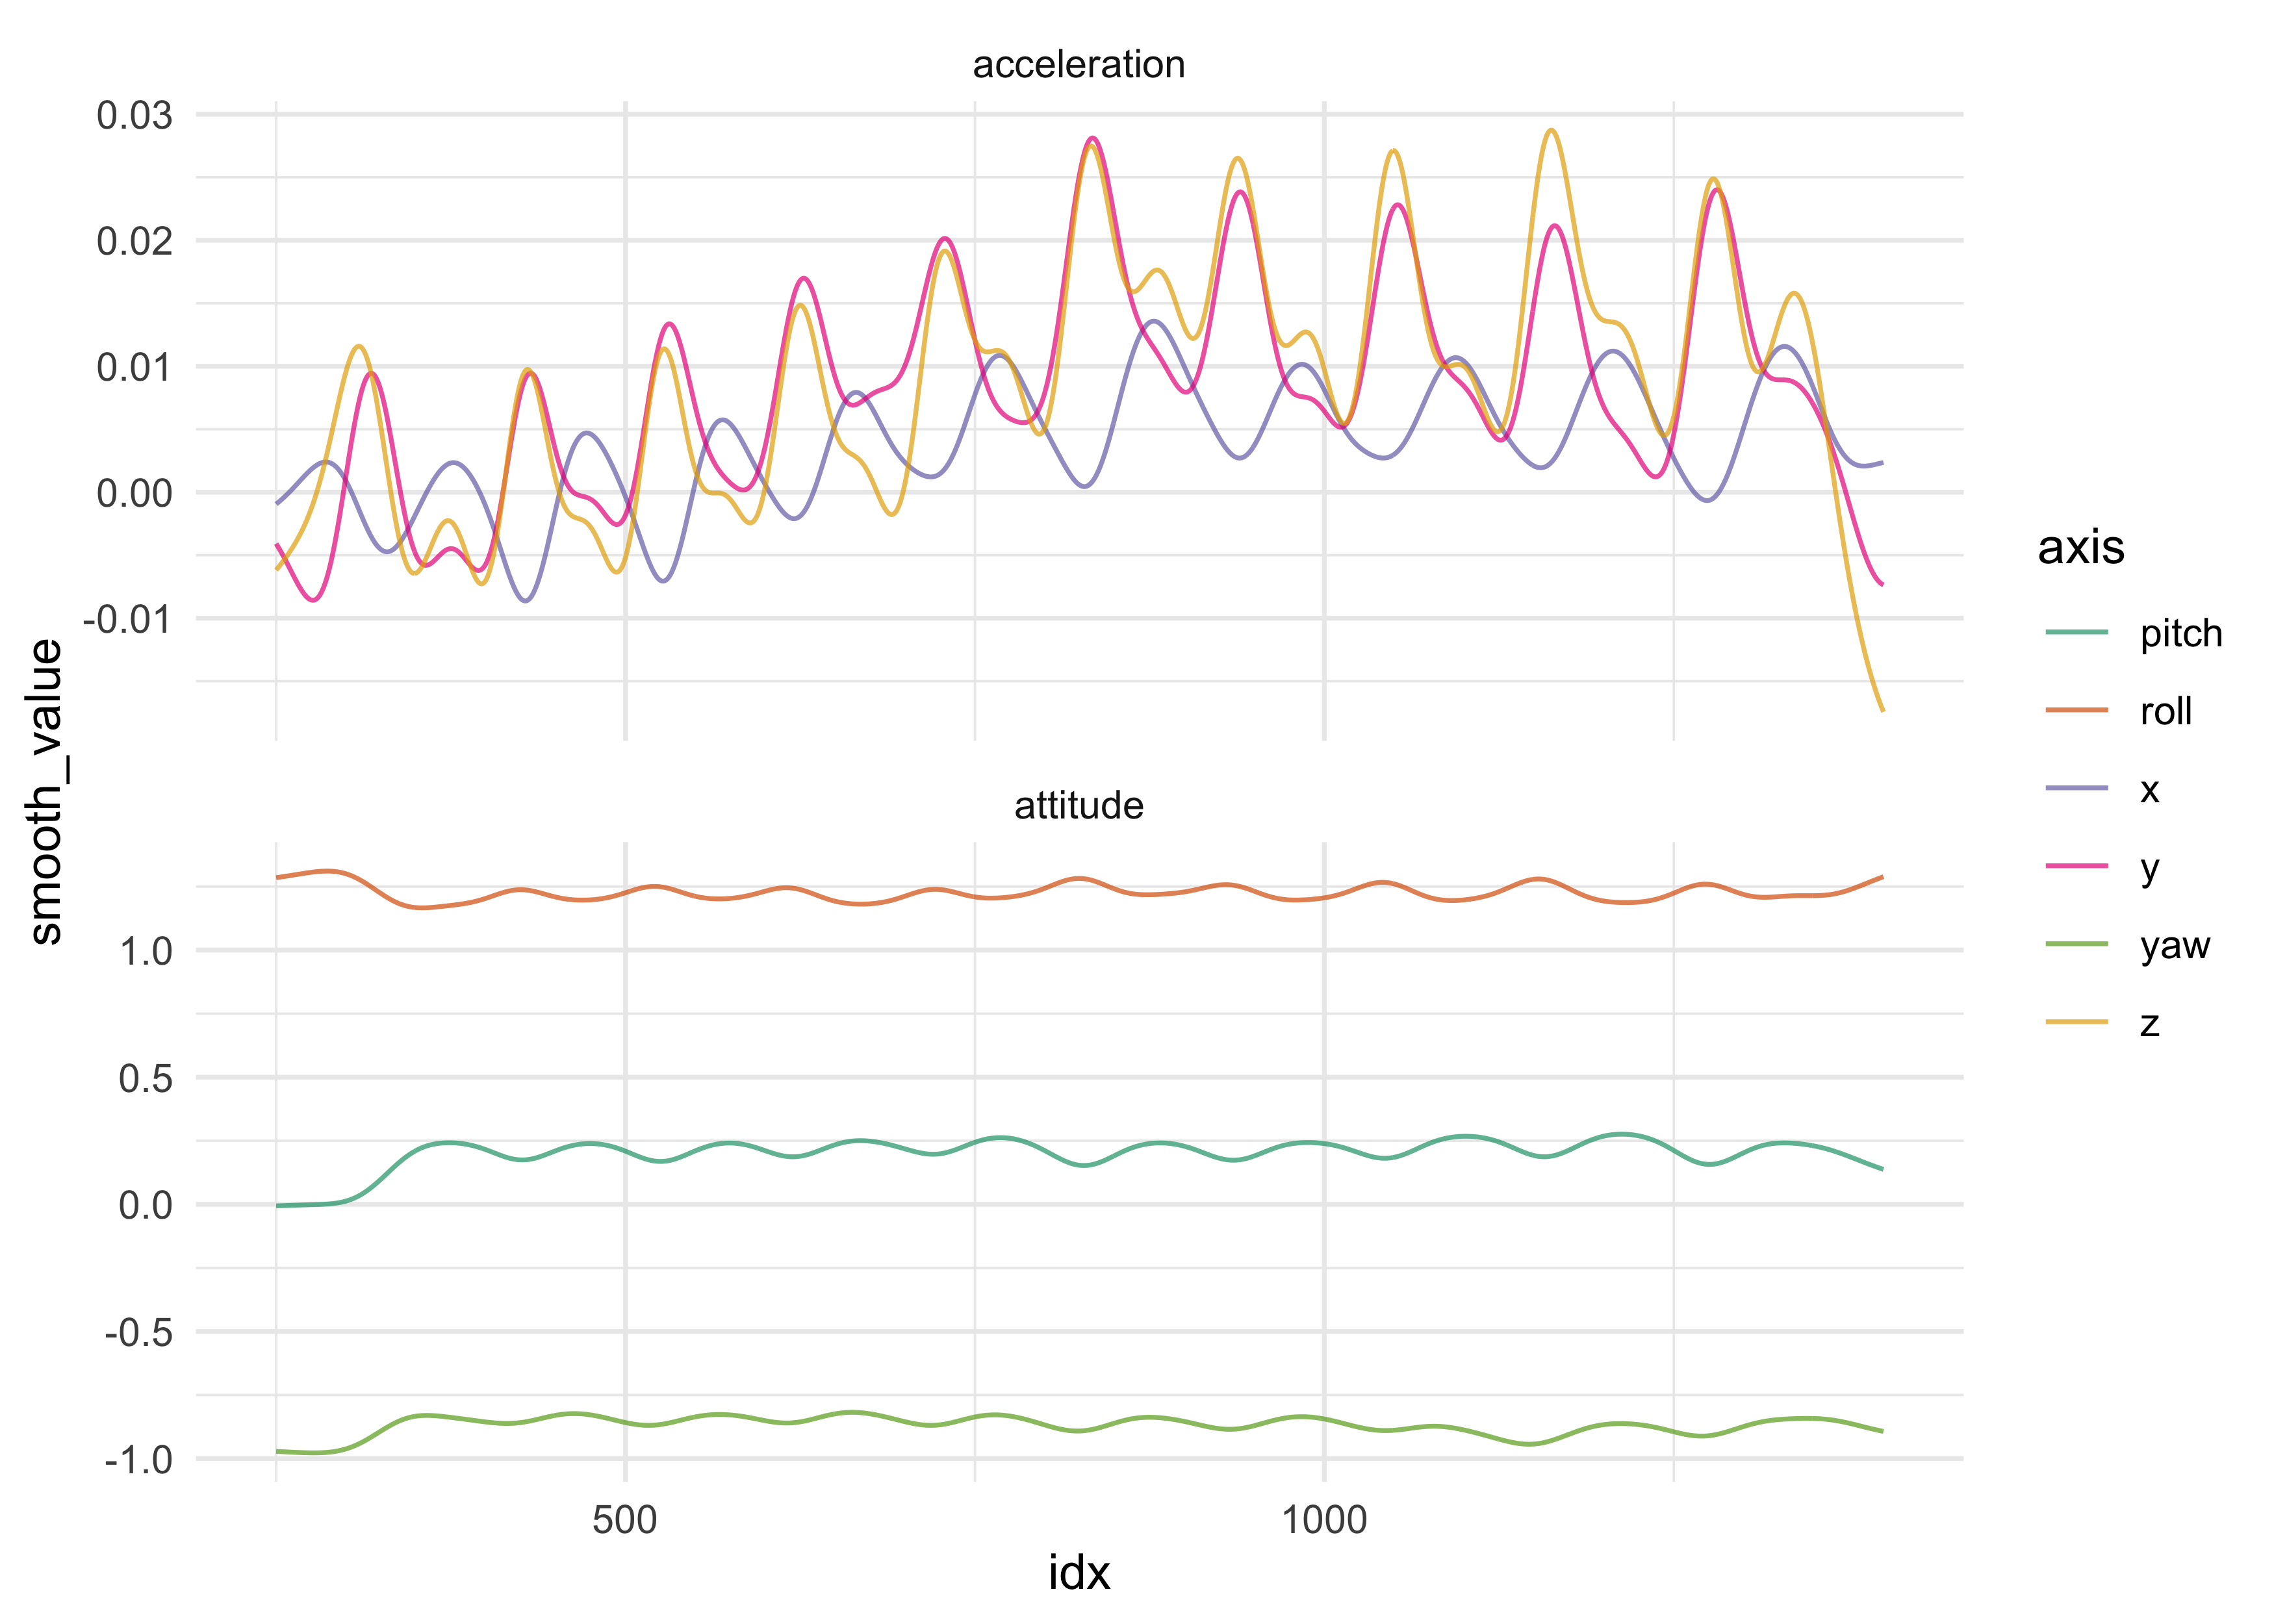 acceleration
0.03
0.02
0.01
0.00
-0.01
smooth_value
attitude
1.0
0.5
0.0
-0.5
-1.0
500
1000
idx
axis
pitch
roll
x
y
yaw
z